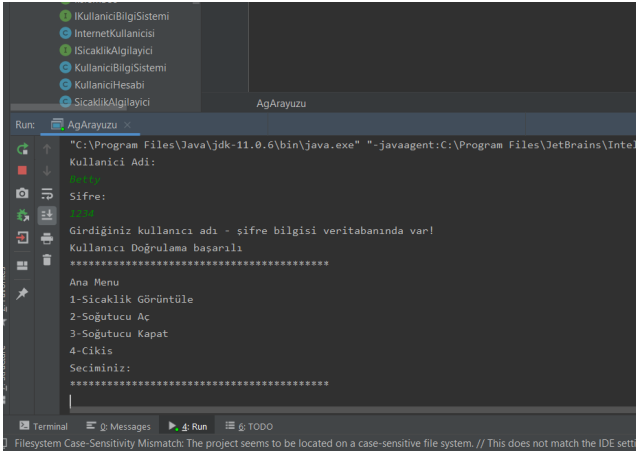 IKullaniciBilgiSistemi
InternetKullanicisi
ISicaklikAlgilayici
KullaniciBilgiSistemi
KullaniciHesabi
SicaklikAlgilayici
AgArayuzu
Run: AgArayuzu
"C:\Program Files\Java\jdk-11.0.6\bin\java.exe" "-javaagent:C:\Program Files\JetBrains\Intel
Kullanici Adi:
Betty
Sifre:
1234
Girdiğiniz kullanıcı adı - şifre bilgisi veritabanında var!
Kullanıcı Doğrulama başarılı
*****************************************
Ana Menu
1-Sicaklik Görüntüle
2-Soğutucu Aç
3-Soğutucu Kapat
4-Cikis
Seciminiz:
*****************************************
Terminal 0: Messages 4: Run 6: TODO
Filesystem Case-Sensitivity Mismatch: The project seems to be located on a case-sensitive file system. // This does not match the IDE setti